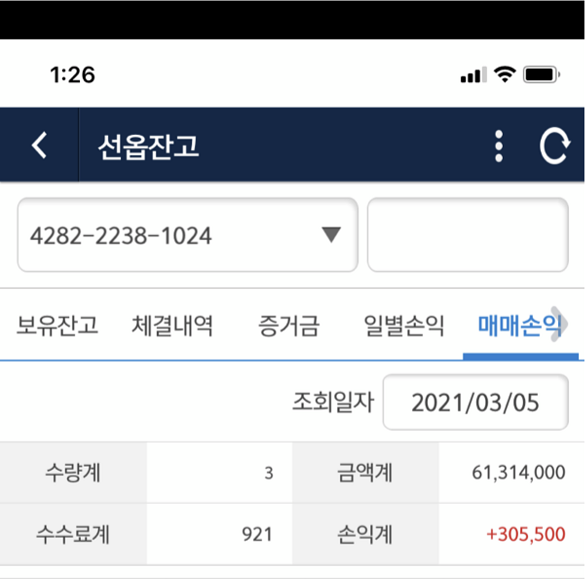 1:26
선옵잔고
4282-2238-1024
보유잔고 체결내역 증거금 일별손익 매매손익
조회일자 2021/03/05
수량계 3 금액계 61,314,000
수수료계 921 손익계 +305,500